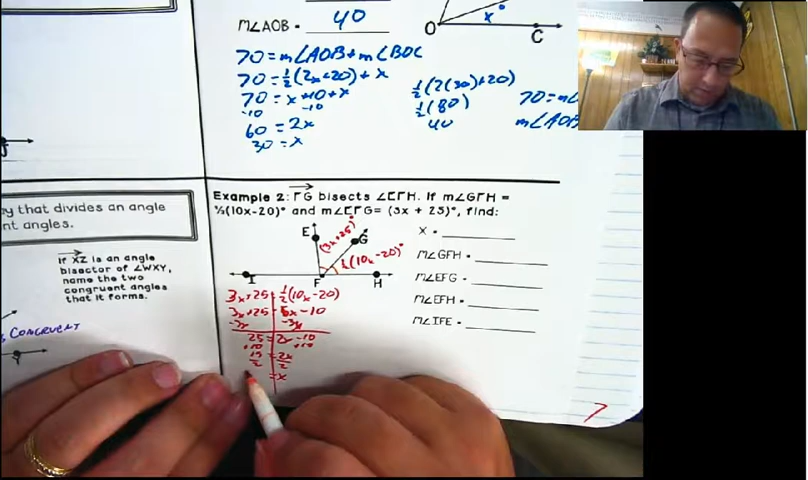 m∠AOB = 40
70 = m∠AOB + m∠BOC
70 = ½(2x+20) + x
70 = x+10+x
-10 -10
60 = 2x
30 = x
½(2(30)+20)
½(80)
40
70 = m∠
m∠AOB
O x° C
y that divides an angle
nt angles.
If XZ is an angle
bisector of ∠WXY,
name the two
congruent angles
that it forms.
CONGRUENT
Y
Example 2: FG bisects ∠EFH. If m∠GFH =
½(10x-20)° and m∠EFG= (3x + 25)°, find:
E (3x+25)° G
½(10x-20)°
I F H
3x+25 = ½(10x-20)
3x+25 = 5x-10
-3x -3x
25 = 2x-10
+10 +10
2x
2 2
= x
x = 
m∠GFH = 
m∠EFG = 
m∠EFH = 
m∠IFE = 
7